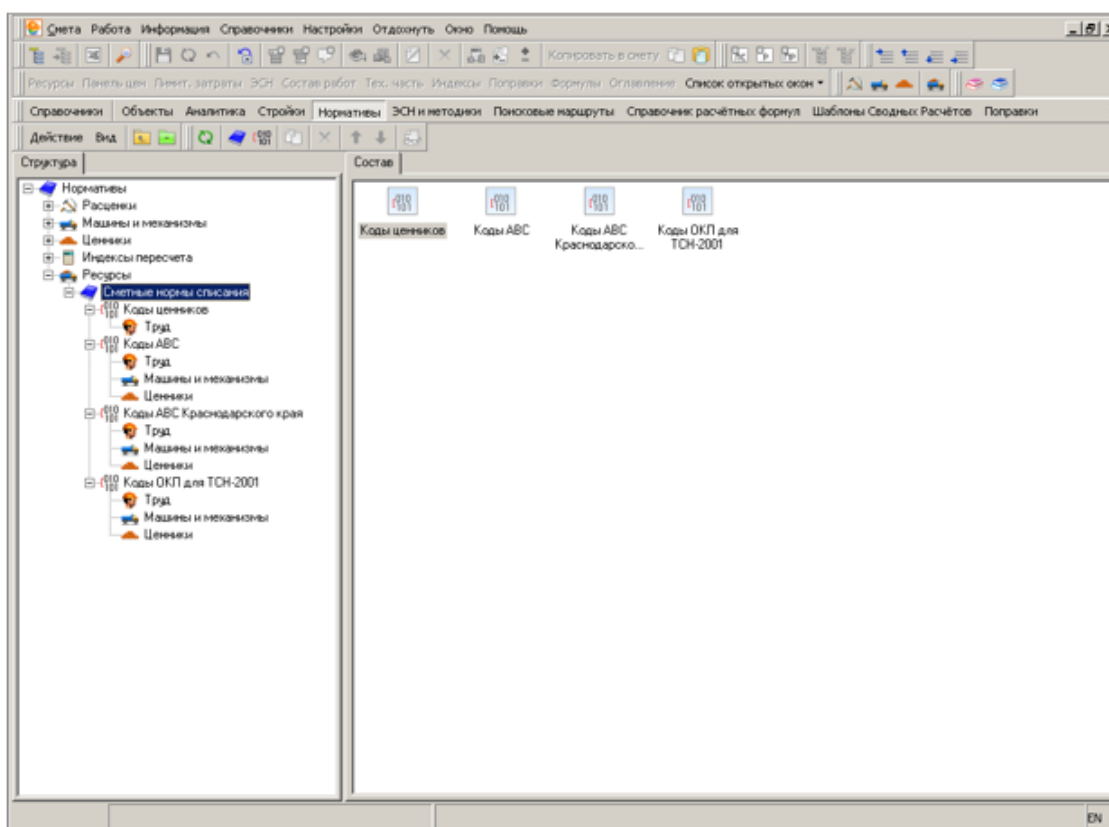 Смета Работа Информация Справочники Настройки Отдохнуть Окно Помощь
Копировать в смету
Ресурсы Панель цен Лимит. затраты ЭСН Состав работ Тех. часть Индексы Поправки Формулы Оглавление Список открытых окон
Справочники Объекты Аналитика Стройки Нормативы ЭСН и методики Поисковые маршруты Справочник расчётных формул Шаблоны Сводных Расчётов Поправки
Действие Вид
Структура
Состав
Нормативы
Расценки
Машины и механизмы
Ценники
Индексы пересчета
Ресурсы
Сметные нормы списания
Коды ценников
Труд
Коды АВС
Труд
Машины и механизмы
Ценники
Коды АВС Краснодарского края
Труд
Машины и механизмы
Ценники
Коды ОКП для ТСН-2001
Труд
Машины и механизмы
Ценники
Коды ценников
Коды АВС
Коды АВС
Краснодарско...
Коды ОКП для
ТСН-2001
EN